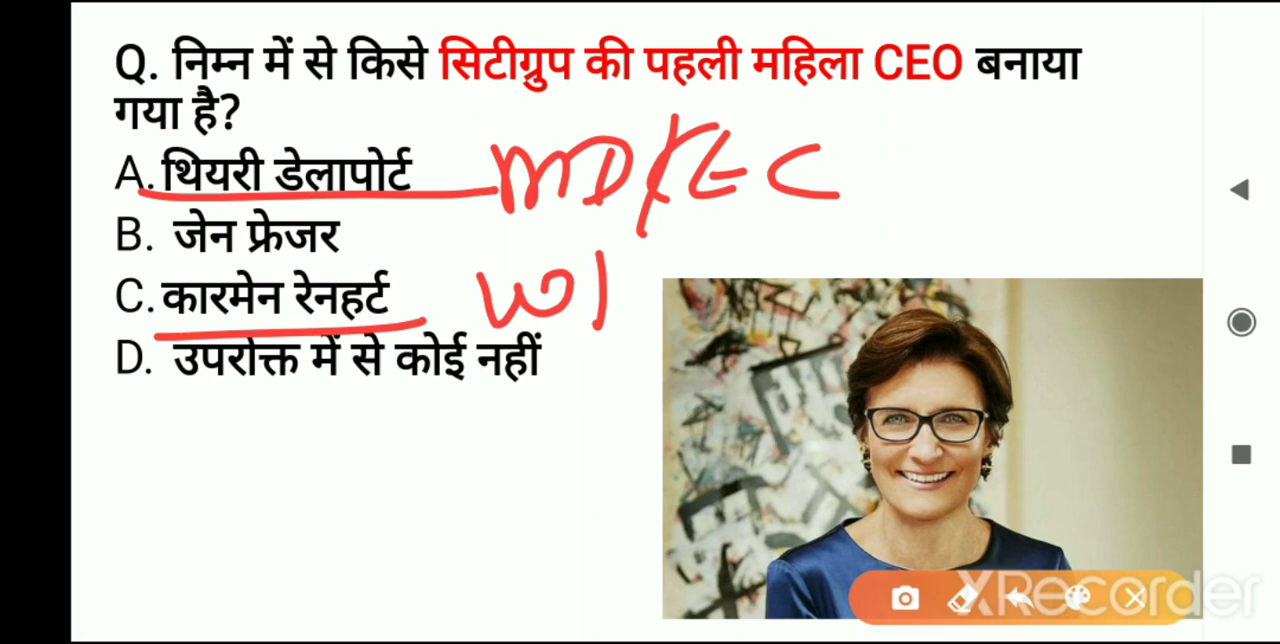 Q. निम्न में से किसे सिटीग्रुप की पहली महिला CEO बनाया
गया है?
A. थियरी डेलापोर्ट
B. जेन फ्रेजर
C. कारमेन रेनहर्ट
D. उपरोक्त में से कोई नहीं
XRecorder